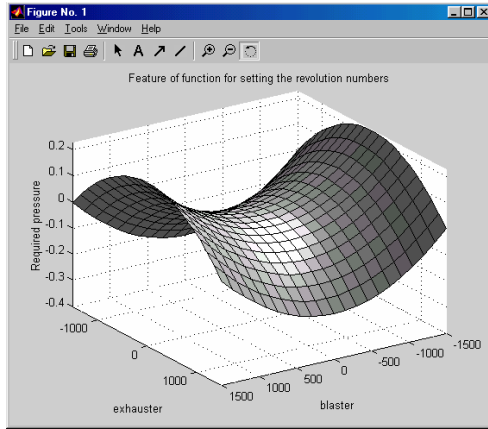 Figure No. 1
File Edit Tools Window Help
A
Feature of function for setting the revolution numbers
Required pressure
0.2
0.1
0
-0.1
-0.2
-0.3
-0.4
-1000
0
1000
exhauster
1500
1000
500
0
-500
-1000
-1500
blaster